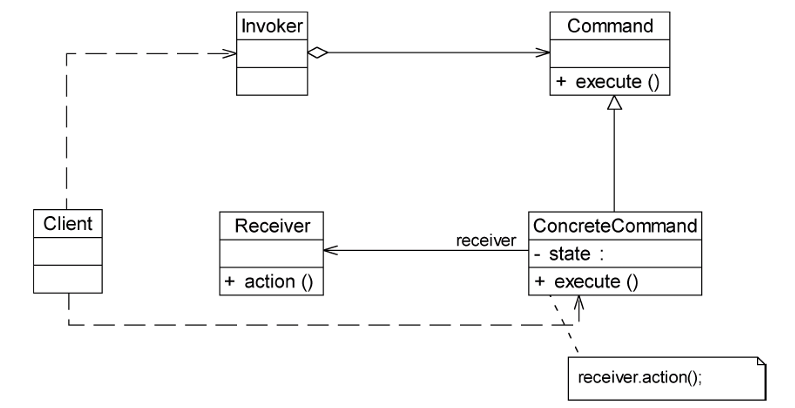 Invoker
Command
+ execute ()
Client
Receiver
+ action ()
receiver
ConcreteCommand
- state :
+ execute ()
receiver.action();